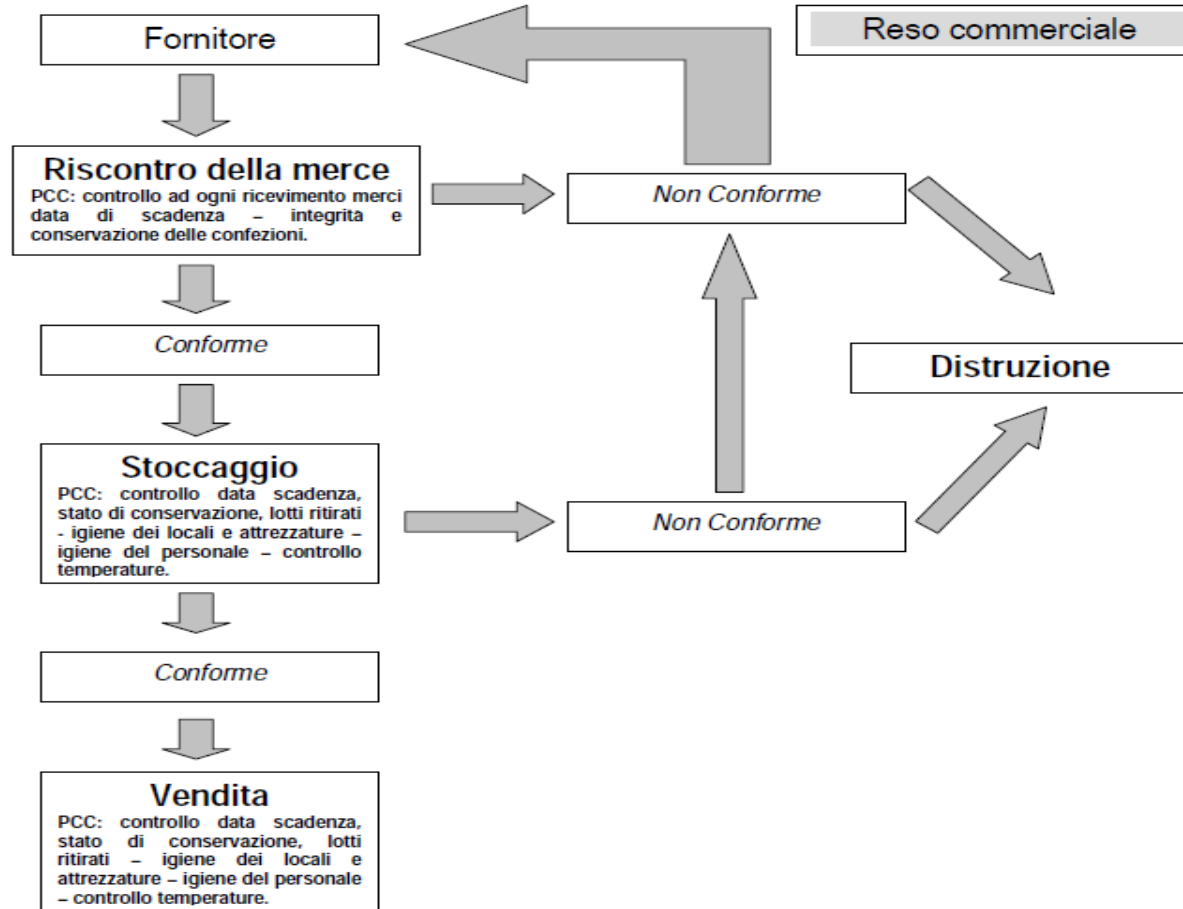 Fornitore
Reso commerciale
Riscontro della merce
PCC: controllo ad ogni ricevimento merci
data di scadenza – integrità e
conservazione delle confezioni.
Non Conforme
Conforme
Distruzione
Stoccaggio
PCC: controllo data scadenza,
stato di conservazione, lotti ritirati
- igiene dei locali e attrezzature –
igiene del personale – controllo
temperature.
Non Conforme
Conforme
Vendita
PCC: controllo data scadenza,
stato di conservazione, lotti
ritirati – igiene dei locali e
attrezzature – igiene del personale
– controllo temperature.